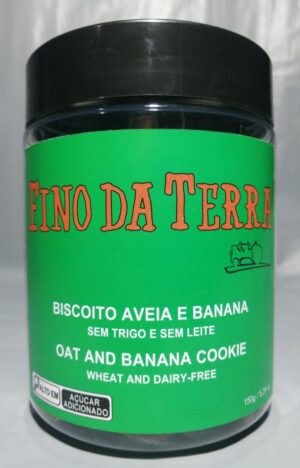 FINO DA TERRA
BISCOITO AVEIA E BANANA
SEM TRIGO E SEM LEITE
OAT AND BANANA COOKIE
WHEAT AND DAIRY-FREE
ALTO EM
AÇÚCAR
ADICIONADO
150g /